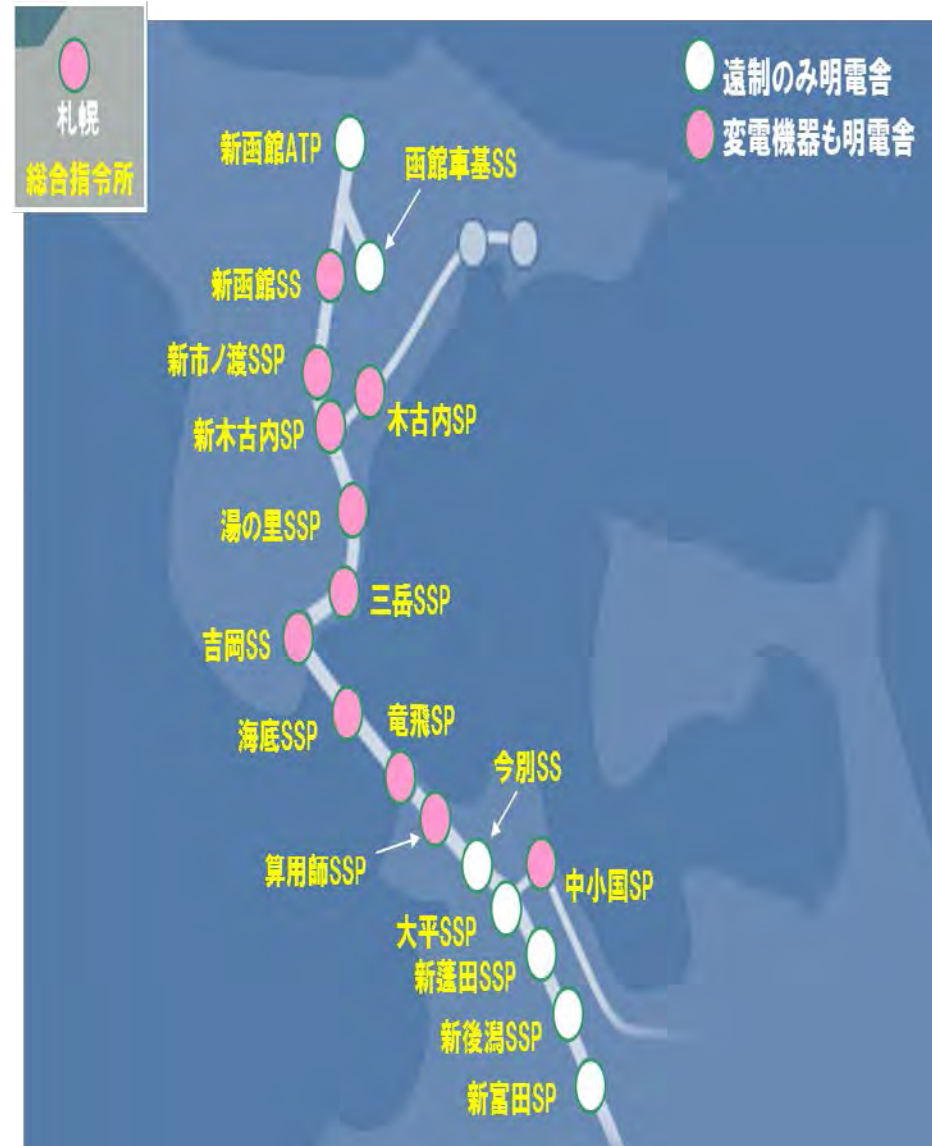 札幌
総合指令所
遠制のみ明電舎
変電機器も明電舎
新函館ATP
函館車基SS
新函館SS
新市ノ渡SSP
木古内SP
新木古内SP
湯の里SSP
三岳SSP
吉岡SS
海底SSP
竜飛SP
今別SS
算用師SSP
中小国SP
大平SSP
新蓬田SSP
新後潟SSP
新富田SP